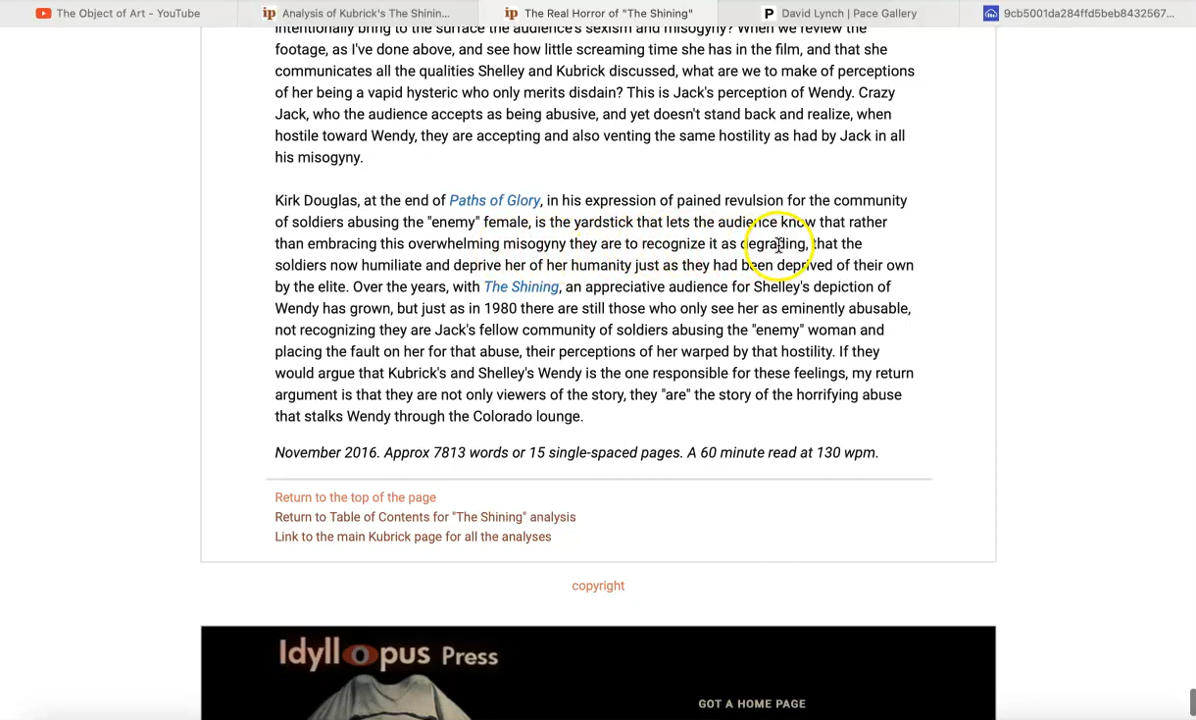 The Object of Art - YouTube
Analysis of Kubrick's The Shinin...
The Real Horror of "The Shining"
David Lynch | Pace Gallery
9cb5001da284ffd5beb8432567...
intentionally bring to the surface the audience's sexism and misogyny? When we review the
footage, as I've done above, and see how little screaming time she has in the film, and that she
communicates all the qualities Shelley and Kubrick discussed, what are we to make of perceptions
of her being a vapid hysteric who only merits disdain? This is Jack's perception of Wendy. Crazy
Jack, who the audience accepts as being abusive, and yet doesn't stand back and realize, when
hostile toward Wendy, they are accepting and also venting the same hostility as had by Jack in all
his misogyny.
Kirk Douglas, at the end of Paths of Glory, in his expression of pained revulsion for the community
of soldiers abusing the "enemy" female, is the yardstick that lets the audience know that rather
than embracing this overwhelming misogyny they are to recognize it as degrading, that the
soldiers now humiliate and deprive her of her humanity just as they had been deprived of their own
by the elite. Over the years, with The Shining, an appreciative audience for Shelley's depiction of
Wendy has grown, but just as in 1980 there are still those who only see her as eminently abusable,
not recognizing they are Jack's fellow community of soldiers abusing the "enemy" woman and
placing the fault on her for that abuse, their perceptions of her warped by that hostility. If they
would argue that Kubrick's and Shelley's Wendy is the one responsible for these feelings, my return
argument is that they are not only viewers of the story, they "are" the story of the horrifying abuse
that stalks Wendy through the Colorado lounge.
November 2016. Approx 7813 words or 15 single-spaced pages. A 60 minute read at 130 wpm.
Return to the top of the page
Return to Table of Contents for "The Shining" analysis
Link to the main Kubrick page for all the analyses
copyright
Idyllopus Press
GOT A HOME PAGE